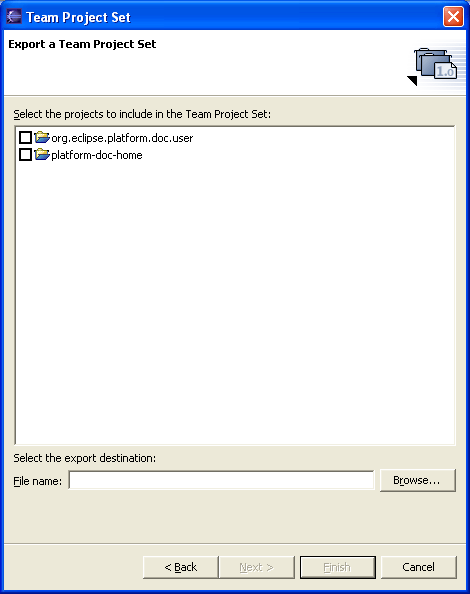 Team Project Set
Export a Team Project Set
1.0
Select the projects to include in the Team Project Set:
org.eclipse.platform.doc.user
platform-doc-home
Select the export destination:
File name:
Browse...
< Back
Next >
Finish
Cancel